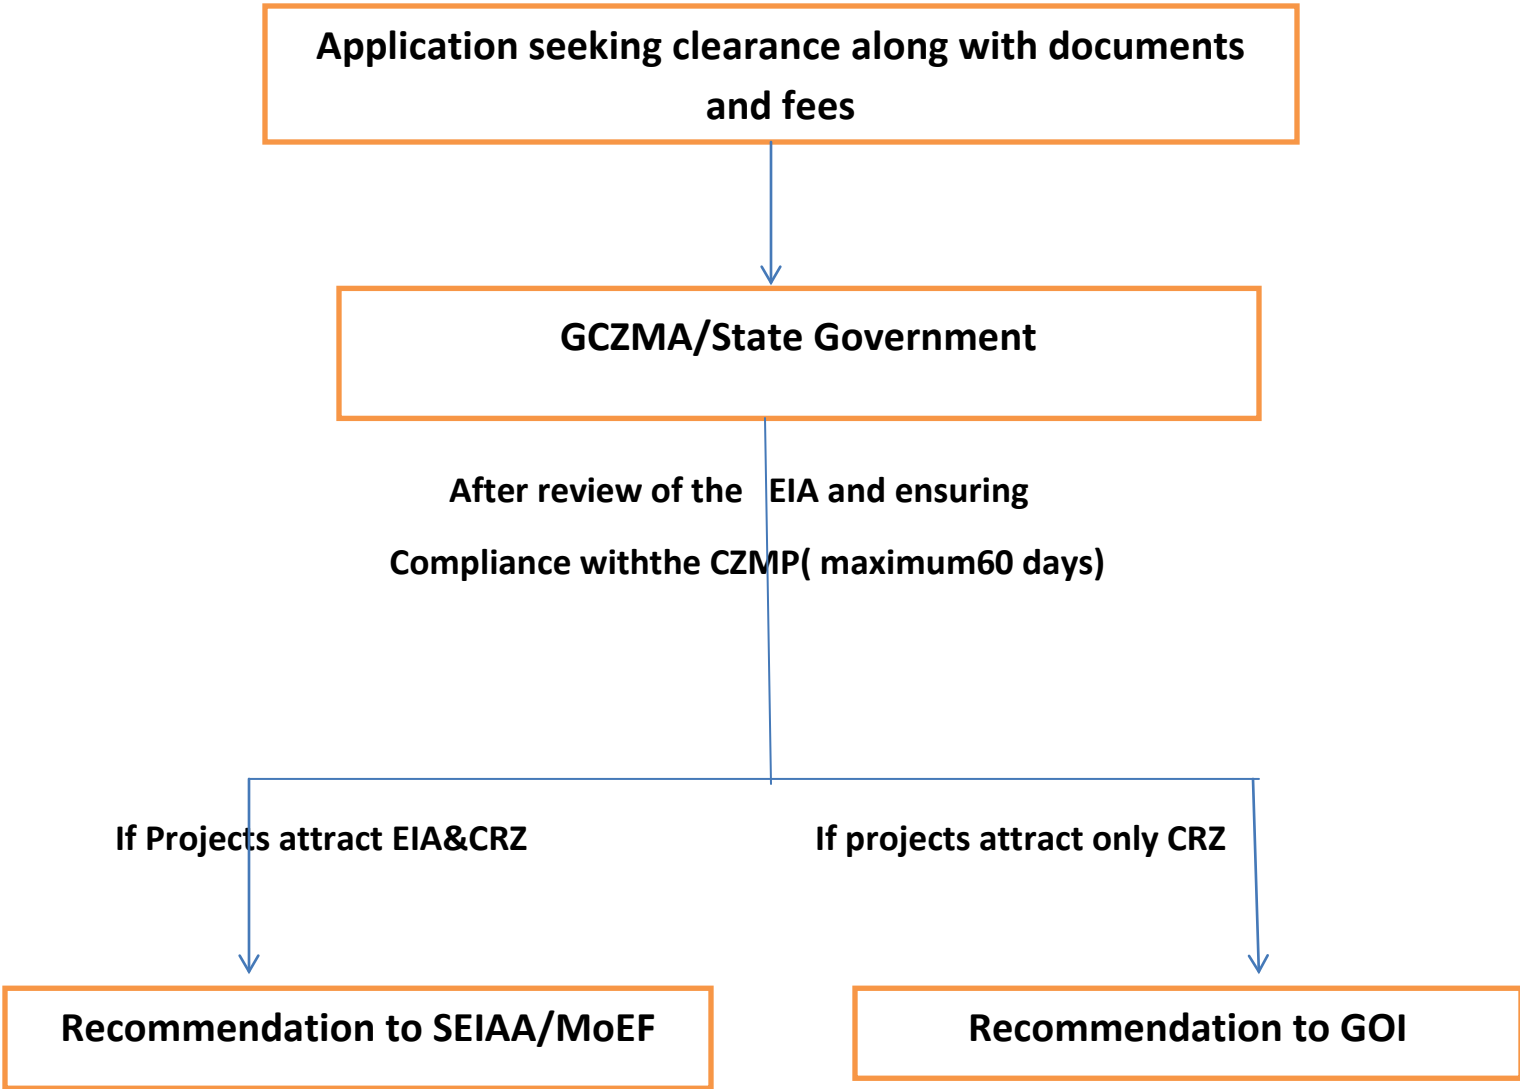 Application seeking clearance along with documents
and fees
GCZMA/State Government
After review of the EIA and ensuring
Compliance withthe CZMP( maximum60 days)
If Projects attract EIA&CRZ
If projects attract only CRZ
Recommendation to SEIAA/MoEF
Recommendation to GOI